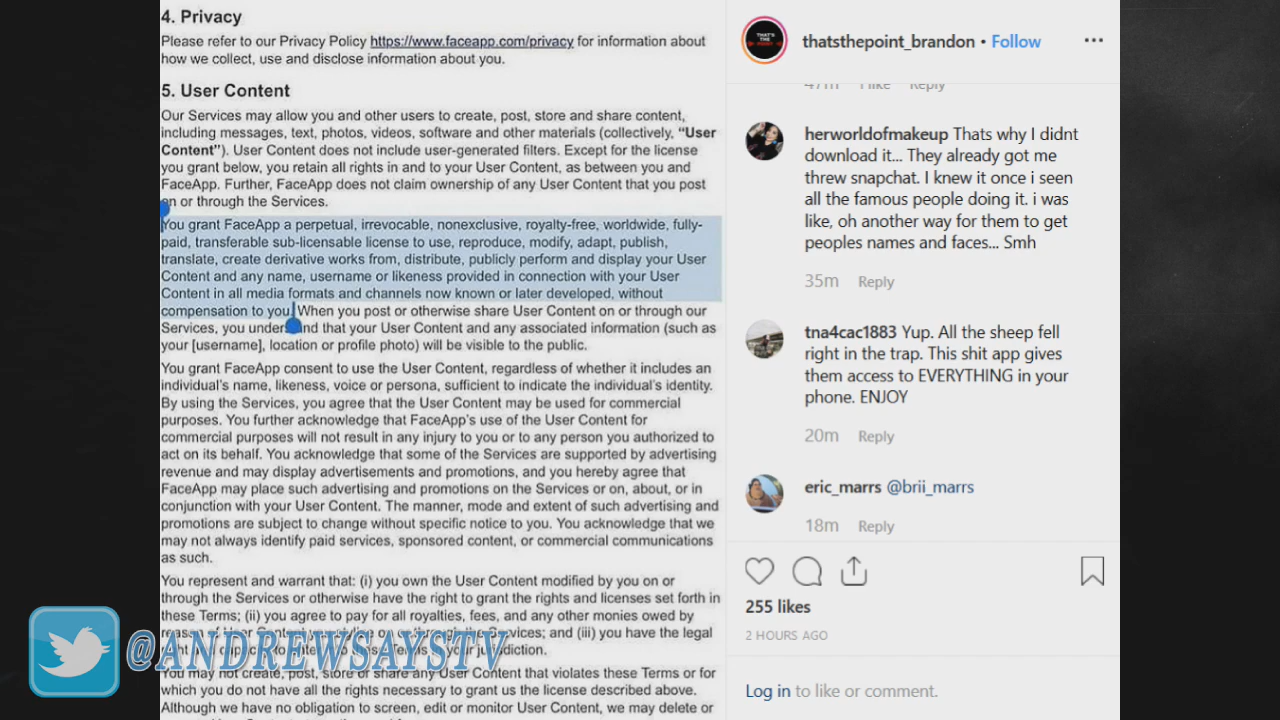 4. Privacy
Please refer to our Privacy Policy https://www.faceapp.com/privacy for information about
how we collect, use and disclose information about you.
5. User Content
Our Services may allow you and other users to create, post, store and share content,
including messages, text, photos, videos, software and other materials (collectively, “User
Content”). User Content does not include user-generated filters. Except for the license
you grant below, you retain all rights in and to your User Content, as between you and
FaceApp. Further, FaceApp does not claim ownership of any User Content that you post
on or through the Services.
You grant FaceApp a perpetual, irrevocable, nonexclusive, royalty-free, worldwide, fully-
paid, transferable sub-licensable license to use, reproduce, modify, adapt, publish,
translate, create derivative works from, distribute, publicly perform and display your User
Content and any name, username or likeness provided in connection with your User
Content in all media formats and channels now known or later developed, without
compensation to you. When you post or otherwise share User Content on or through our
Services, you understand that your User Content and any associated information (such as
your [username], location or profile photo) will be visible to the public.
You grant FaceApp consent to use the User Content, regardless of whether it includes an
individual's name, likeness, voice or persona, sufficient to indicate the individual's identity.
By using the Services, you agree that the User Content may be used for commercial
purposes. You further acknowledge that FaceApp's use of the User Content for
commercial purposes will not result in any injury to you or to any person you authorized to
act on its behalf. You acknowledge that some of the Services are supported by advertising
revenue and may display advertisements and promotions, and you hereby agree that
FaceApp may place such advertising and promotions on the Services or on, about, or in
conjunction with your User Content. The manner, mode and extent of such advertising and
promotions are subject to change without specific notice to you. You acknowledge that we
may not always identify paid services, sponsored content, or commercial communications
as such.
You represent and warrant that: (i) you own the User Content modified by you on or
through the Services or otherwise have the right to grant the rights and licenses set forth in
these Terms; (ii) you agree to pay for all royalties, fees, and any other monies owed by
reason of User Content you on or through the Services; and (iii) you have the legal
right and to these Terms in your jurisdiction.
You may not create, post, store or share any User Content that violates these Terms or for
which you do not have all the rights necessary to grant us the license described above.
Although we have no obligation to screen, edit or monitor User Content, we may delete or
@ANDREWSAYSTV
THAT'S
THE
POINT
thatsthepoint_brandon • Follow
47m 1 like Reply
herworldofmakeup Thats why I didnt
download it... They already got me
threw snapchat. I knew it once i seen
all the famous people doing it. i was
like, oh another way for them to get
peoples names and faces... Smh
35m Reply
tna4cac1883 Yup. All the sheep fell
right in the trap. This shit app gives
them access to EVERYTHING in your
phone. ENJOY
20m Reply
eric_marrs @brii_marrs
18m Reply
255 likes
2 HOURS AGO
Log in to like or comment.